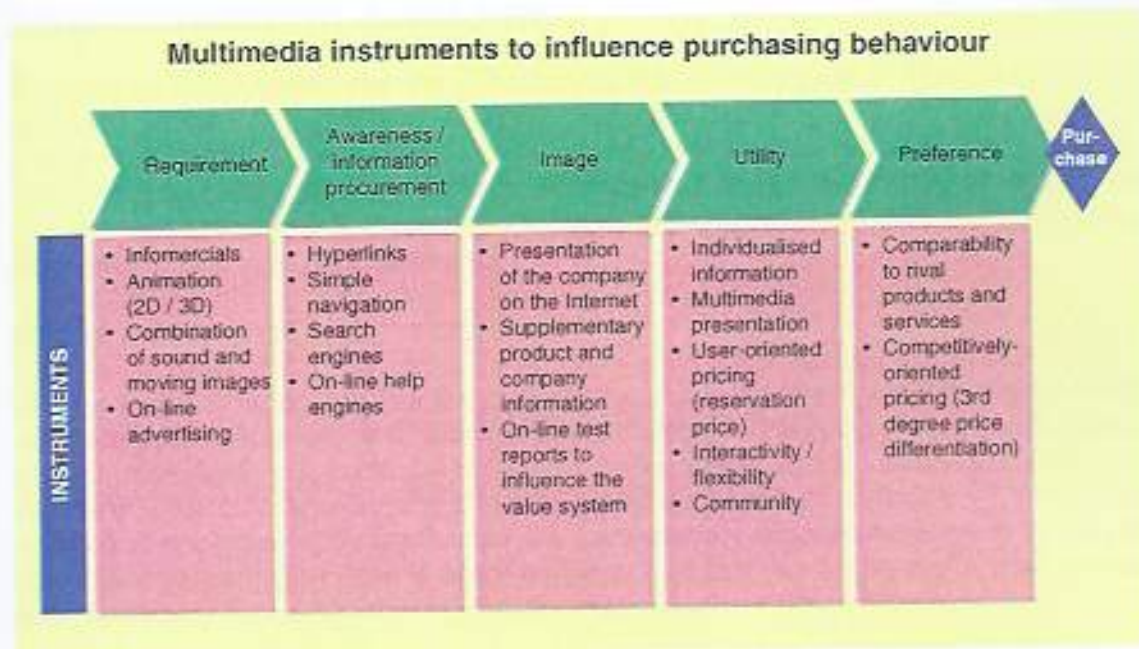 Multimedia instruments to influence purchasing behaviour
Requirement
Awareness /
information
procurement
Image
Utility
Preference
Pur-
chase
INSTRUMENTS
• Infomercials
• Animation
(2D / 3D)
• Combination
of sound and
moving images
• On-line
advertising
• Hyperlinks
• Simple
navigation
• Search
engines
• On-line help
engines
• Presentation
of the company
on the Internet
• Supplementary
product and
company
information
• On-line test
reports to
influence the
value system
• Individualised
information
• Multimedia
presentation
• User-oriented
pricing
(reservation
price)
• Interactivity /
flexibility
• Community
• Comparability
to rival
products and
services
• Competitively-
oriented
pricing (3rd
degree price
differentiation)